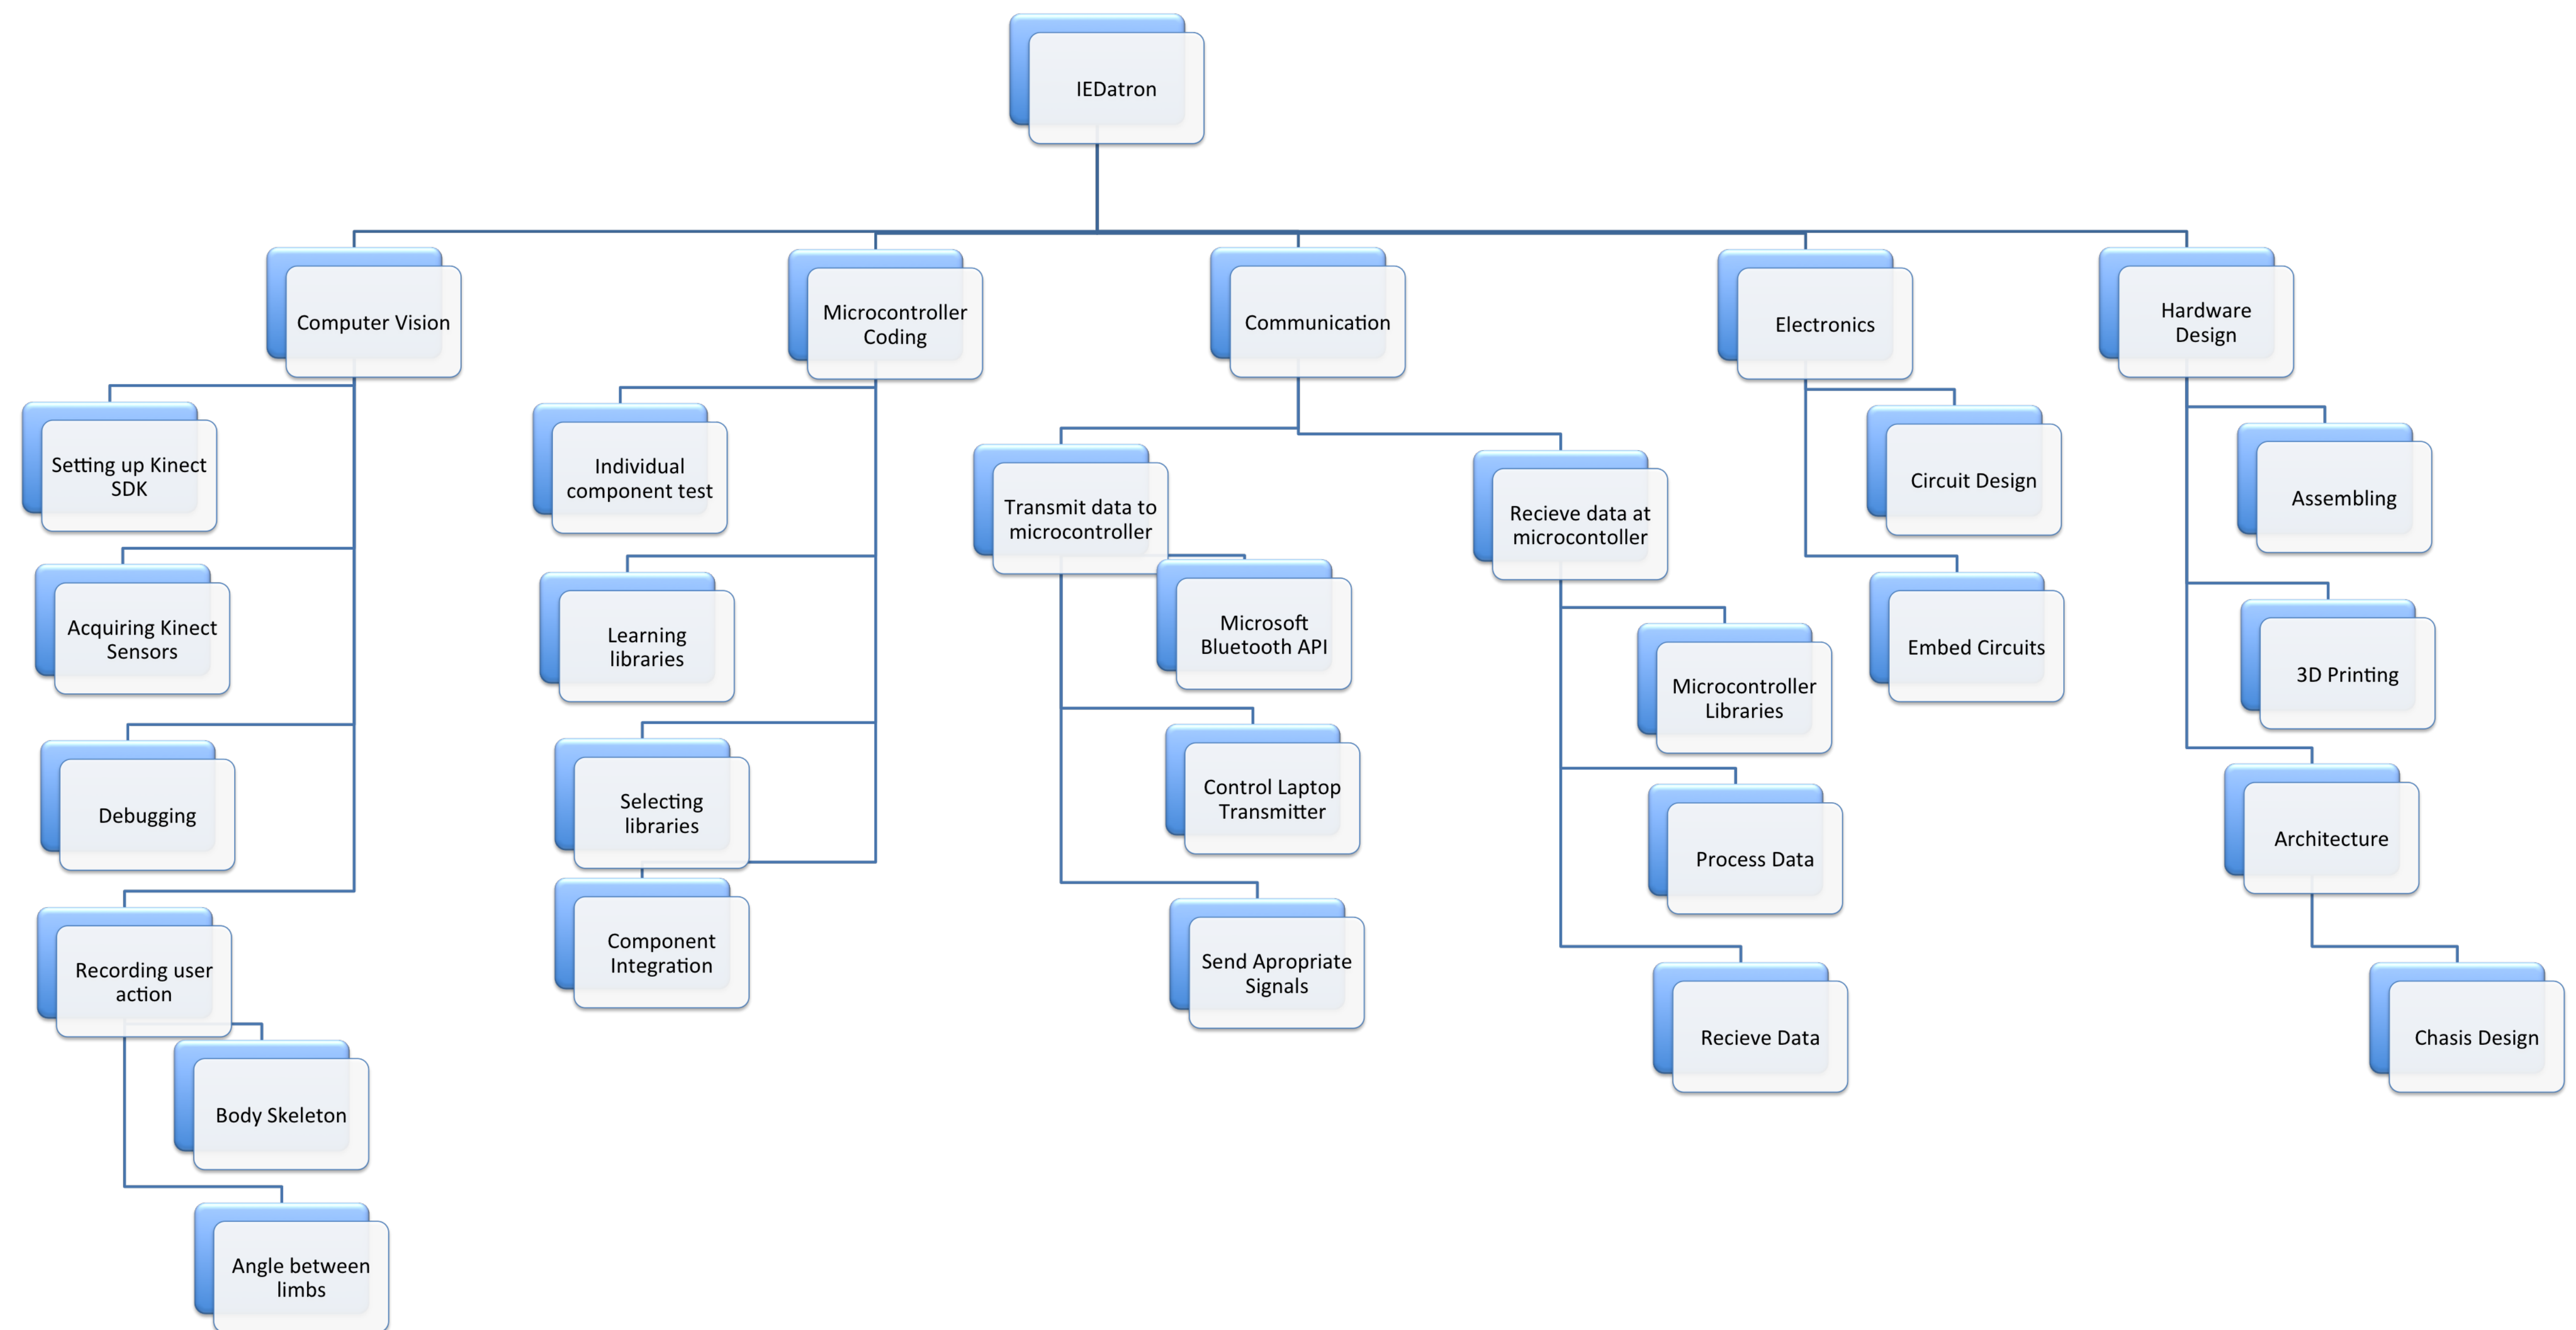 IEDatron
Computer Vision
Setting up Kinect
SDK
Acquiring Kinect
Sensors
Debugging
Recording user
action
Body Skeleton
Angle between
limbs
Microcontroller
Coding
Individual
component test
Learning
libraries
Selecting
libraries
Component
Integration
Communication
Transmit data to
microcontroller
Microsoft
Bluetooth API
Control Laptop
Transmitter
Send Apropriate
Signals
Recieve data at
microcontoller
Microcontroller
Libraries
Process Data
Recieve Data
Electronics
Circuit Design
Embed Circuits
Hardware
Design
Assembling
3D Printing
Architecture
Chasis Design